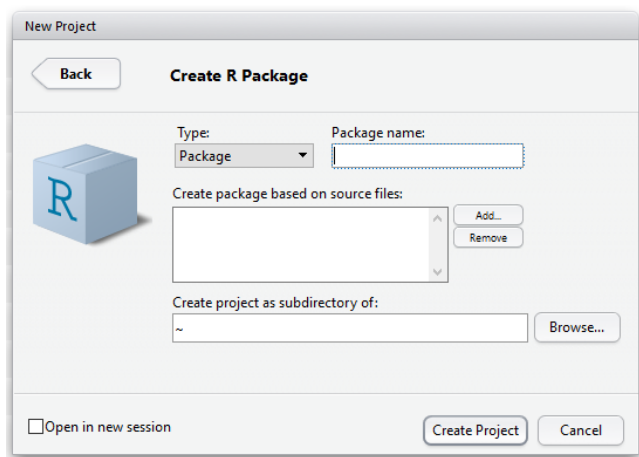 New Project
Back
Create R Package
Type:
Package name:
Package
R
Create package based on source files:
Add...
Remove
Create project as subdirectory of:
~
Browse...
Open in new session
Create Project
Cancel